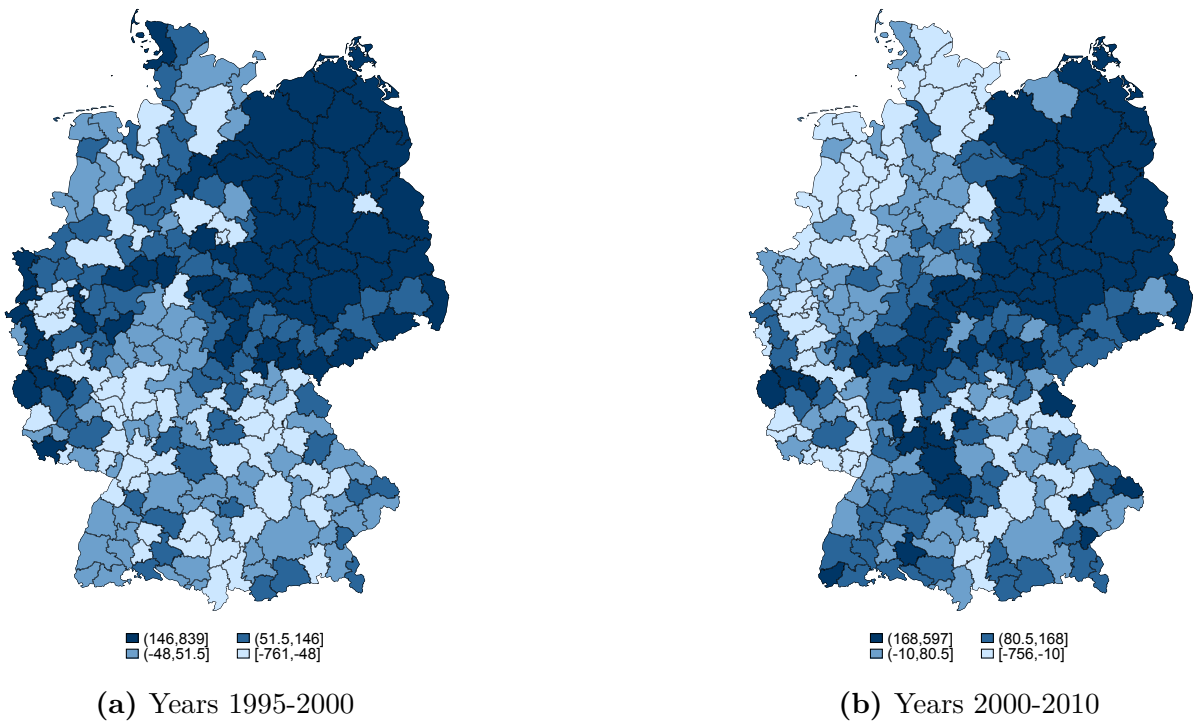 (146,839] (51.5,146]
(-48,51.5] [-761,-48]
(168,597] (80.5,168]
(-10,80.5] [-756,-10]
(a) Years 1995-2000
(b) Years 2000-2010